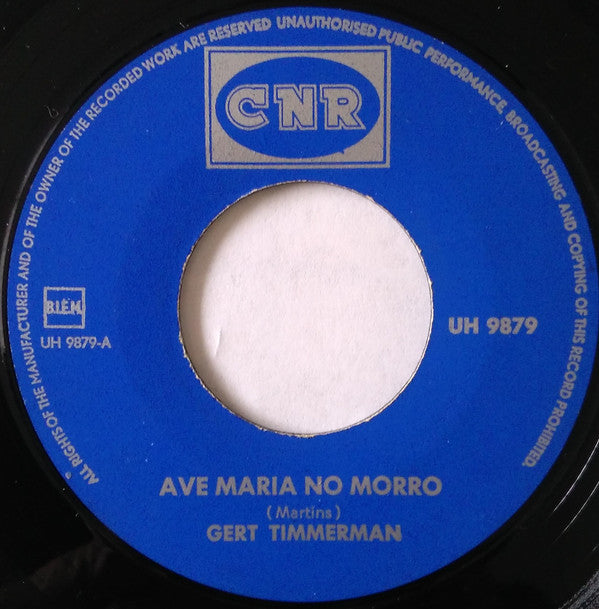 ALL RIGHTS OF THE MANUFACTURER AND OF THE OWNER OF THE RECORDED WORK ARE RESERVED UNAUTHORISED PUBLIC PERFORMANCE, BROADCASTING AND COPYING OF THIS RECORD PROHIBITED.
CNR
B.I.E.M.
UH 9879-A
UH 9879
AVE MARIA NO MORRO
(Martins)
GERT TIMMERMAN